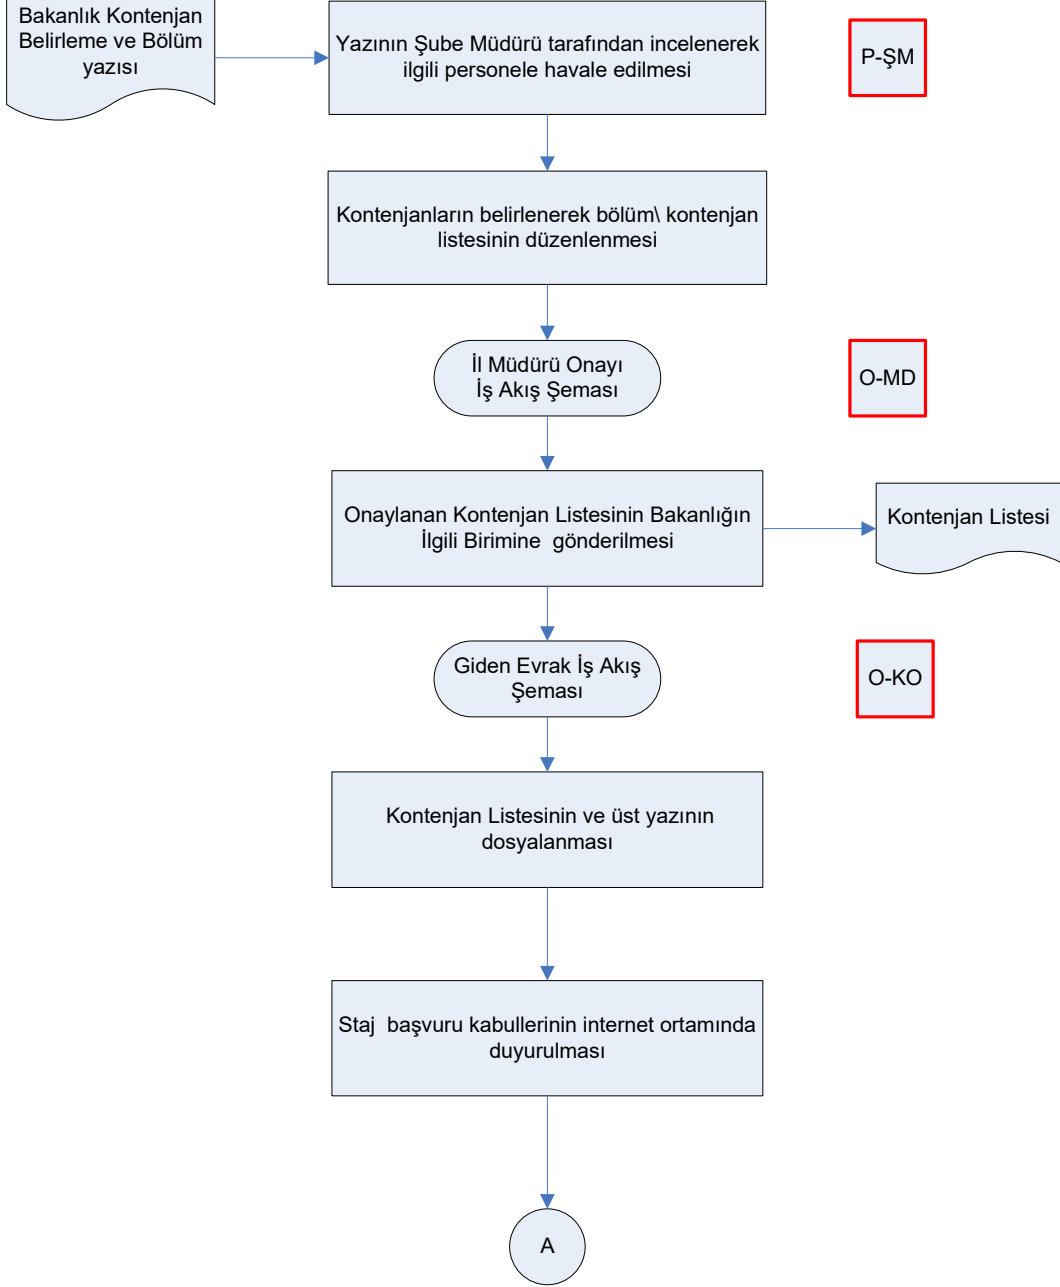 Bakanlık Kontenjan
Belirleme ve Bölüm
yazısı
Yazının Şube Müdürü tarafından incelenerek
ilgili personele havale edilmesi
P-ŞM
Kontenjanların belirlenerek bölüm\ kontenjan
listesinin düzenlenmesi
İl Müdürü Onayı
İş Akış Şeması
O-MD
Onaylanan Kontenjan Listesinin Bakanlığın
İlgili Birimine  gönderilmesi
Kontenjan Listesi
Giden Evrak İş Akış
Şeması
O-KO
Kontenjan Listesinin ve üst yazının
dosyalanması
Staj  başvuru kabullerinin internet ortamında
duyurulması
A